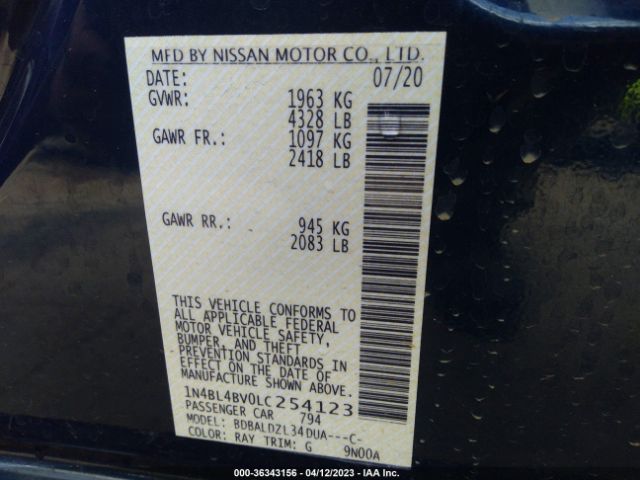 MFD BY NISSAN MOTOR CO., LTD.
DATE: 07/20
GVWR: 1963 KG
4328 LB
GAWR FR.: 1097 KG
2418 LB
GAWR RR.: 945 KG
2083 LB
THIS VEHICLE CONFORMS TO
ALL APPLICABLE FEDERAL
MOTOR VEHICLE SAFETY,
BUMPER, AND THEFT
PREVENTION STANDARDS IN
EFFECT ON THE DATE OF
MANUFACTURE SHOWN ABOVE.
1N4BL4BV0LC254123
PASSENGER CAR 794
MODEL: BDBALDZL34DUA---C-
COLOR: RAY TRIM: G 9N00A
© - 36343156 - 04/12/2023 - IAA Inc.